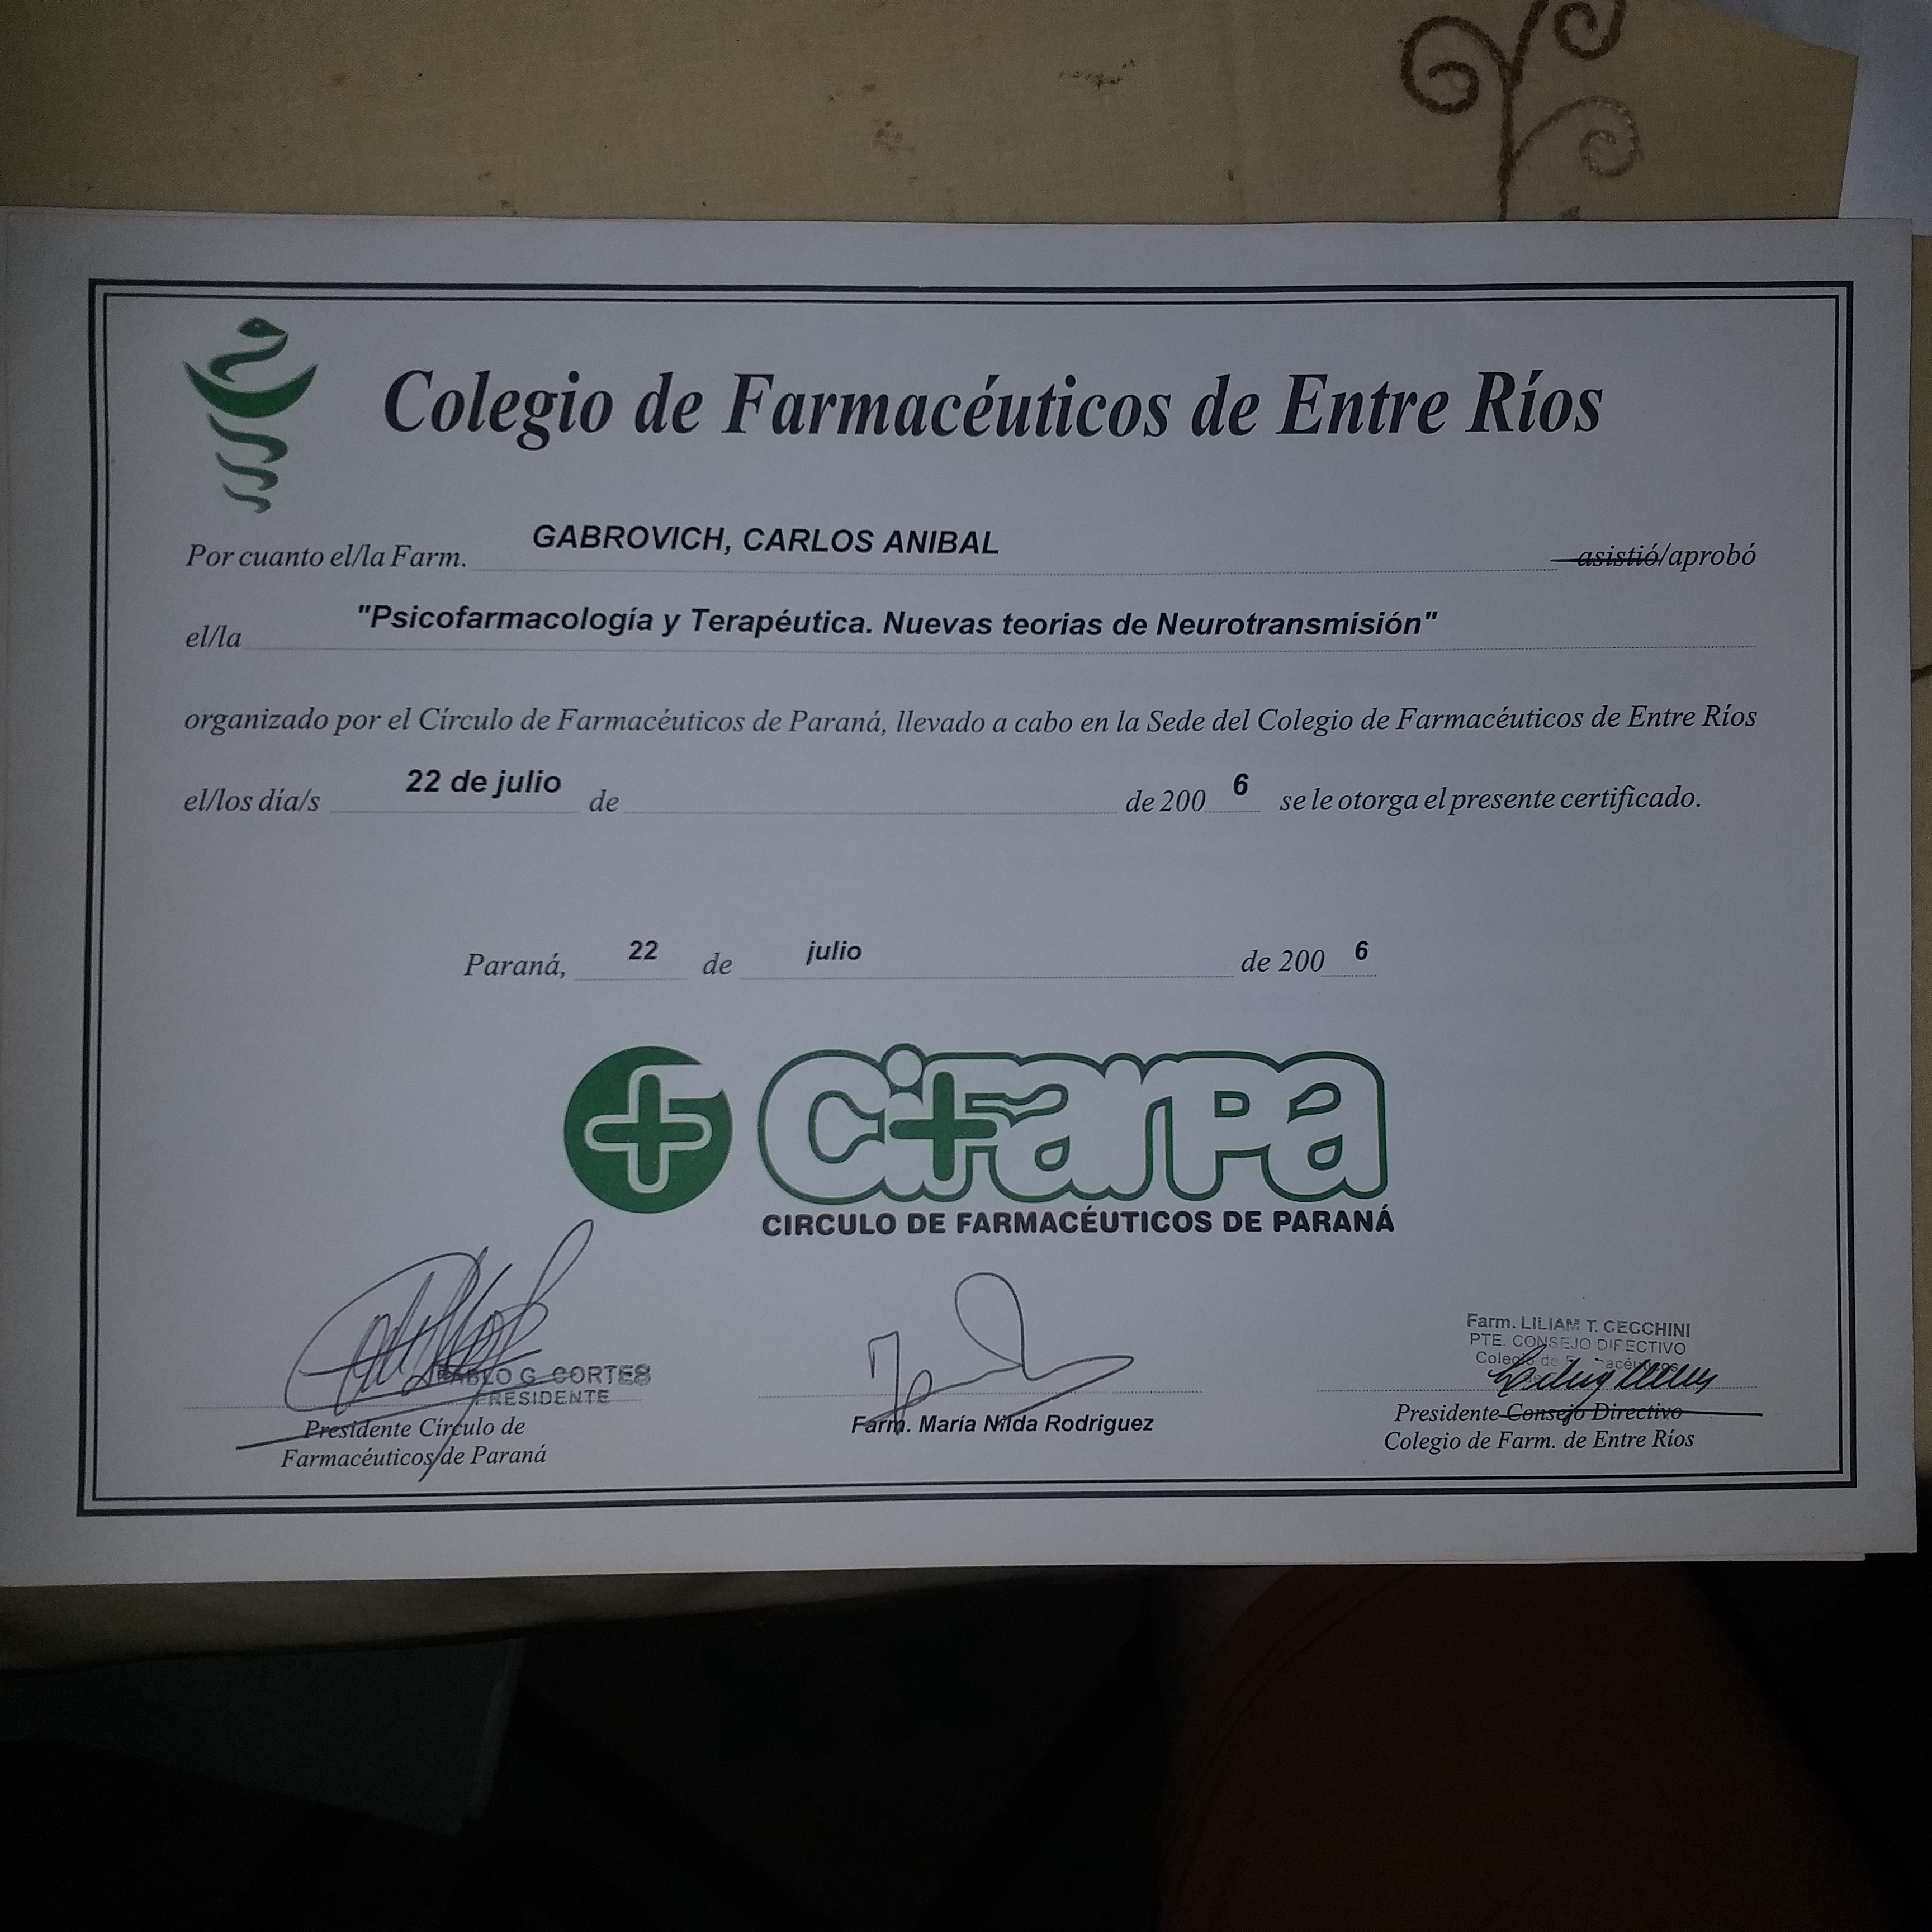 Colegio de Farmacéuticos de Entre Ríos
Por cuanto el/la Farm. GABROVICH, CARLOS ANIBAL asistió/aprobó
el/la "Psicofarmacología y Terapéutica. Nuevas teorias de Neurotransmisión"
organizado por el Círculo de Farmacéuticos de Paraná, llevado a cabo en la Sede del Colegio de Farmacéuticos de Entre Ríos
el/los día/s 22 de julio de de 200 6 se le otorga el presente certificado.
Paraná, 22 de julio de 200 6
CiFarPa
CIRCULO DE FARMACÉUTICOS DE PARANÁ
G. CORTES
PRESIDENTE
Presidente Círculo de
Farmacéuticos de Paraná
Farm. María Nilda Rodriguez
Farm. LILIAM T. CECCHINI
PTE. CONSEJO DIRECTIVO
Colegio de
Presidente Consejo Directivo
Colegio de Farm. de Entre Ríos